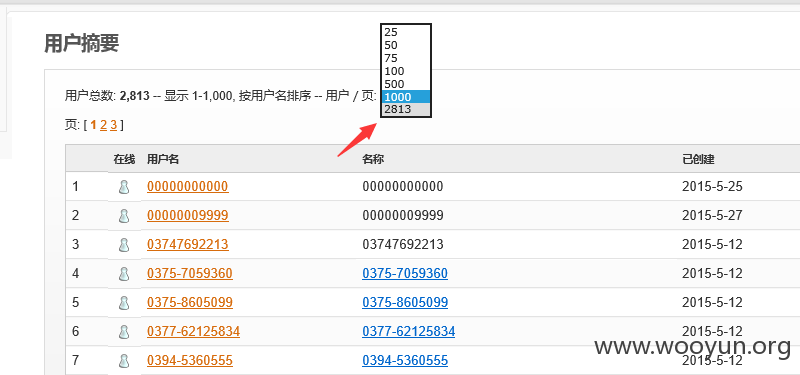 用户摘要
25
50
75
100
500
1000
2813
用户总数: 2,813 -- 显示 1-1,000, 按用户名排序 -- 用户 / 页:
页: [ 1 2 3 ]
在线 用户名 名称 已创建
1 00000000000 00000000000 2015-5-25
2 00000009999 00000009999 2015-5-27
3 03747692213 03747692213 2015-5-12
4 0375-7059360 0375-7059360 2015-5-12
5 0375-8605099 0375-8605099 2015-5-12
6 0377-62125834 0377-62125834 2015-5-12
7 0394-5360555 0394-5360555 2015-5-12
www.wooyun.org